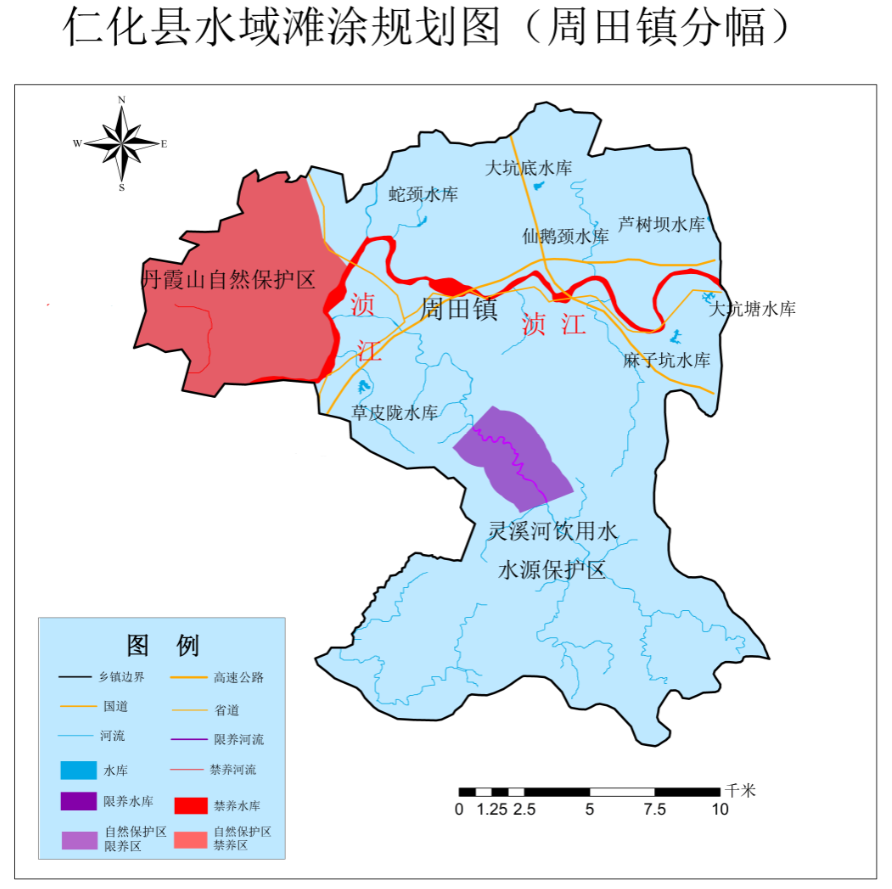 仁化县水域滩涂规划图（周田镇分幅）
N
W
E
S
大坑底水库
蛇颈水库
芦树坝水库
仙鹅颈水库
丹霞山自然保护区
浈
江
周田镇
浈江
大坑塘水库
麻子坑水库
草皮陇水库
灵溪河饮用水
水源保护区
图 例
乡镇边界
高速公路
国道
省道
河流
限养河流
水库
禁养河流
限养水库
禁养水库
自然保护区
限养区
自然保护区
禁养区
千米
0 1.25 2.5 5 7.5 10